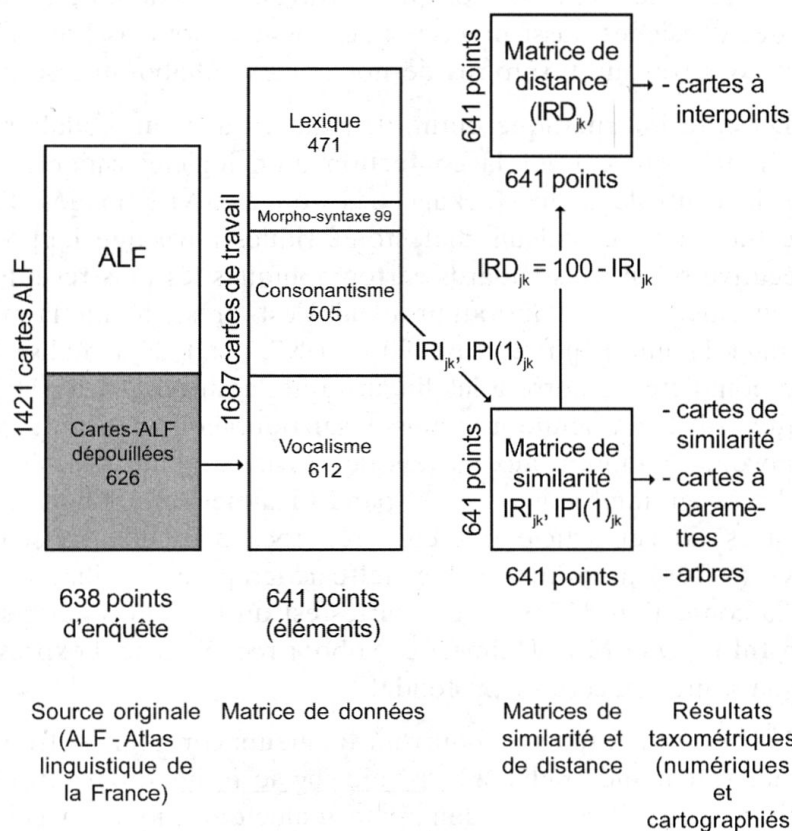 14221 cartes ALF
ALF
Cartes-ALF
dépouillées
626
638 points
d'enquête
1687 cartes de travail
Lexique
471
Morpho-syntaxe 99
Consonantisme
505
Vocalisme
612
641 points
(éléments)
IRI_jk, IPI(1)_jk
641 points
Matrice de
distance
(IRD_jk)
641 points
- cartes à
interpoints
IRD_jk = 100 - IRI_jk
641 points
Matrice de
similarité
IRI_jk, IPI(1)_jk
641 points
- cartes de
similarité
- cartes à
paramè-
tres
- arbres
Source originale
(ALF - Atlas
linguistique de
la France)
Matrice de données
Matrices de
similarité et
de distance
Résultats
taxométriques
(numériques
et
cartographiés